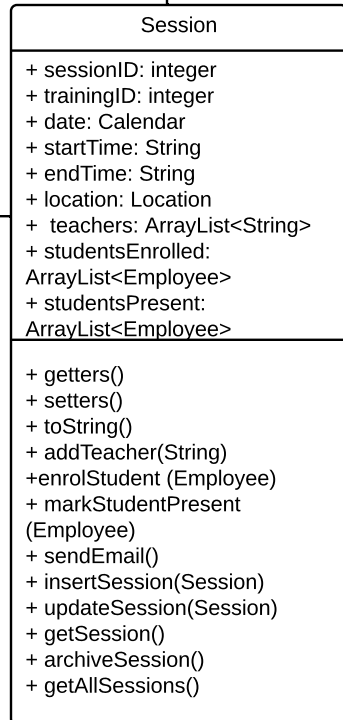 Session
+ sessionID: integer
+ trainingID: integer
+ date: Calendar
+ startTime: String
+ endTime: String
+ location: Location
+  teachers: ArrayList<String>
+ studentsEnrolled:
ArrayList<Employee>
+ studentsPresent:
ArrayList<Employee>
+ getters()
+ setters()
+ toString()
+ addTeacher(String)
+enrolStudent (Employee)
+ markStudentPresent
(Employee)
+ sendEmail()
+ insertSession(Session)
+ updateSession(Session)
+ getSession()
+ archiveSession()
+ getAllSessions()